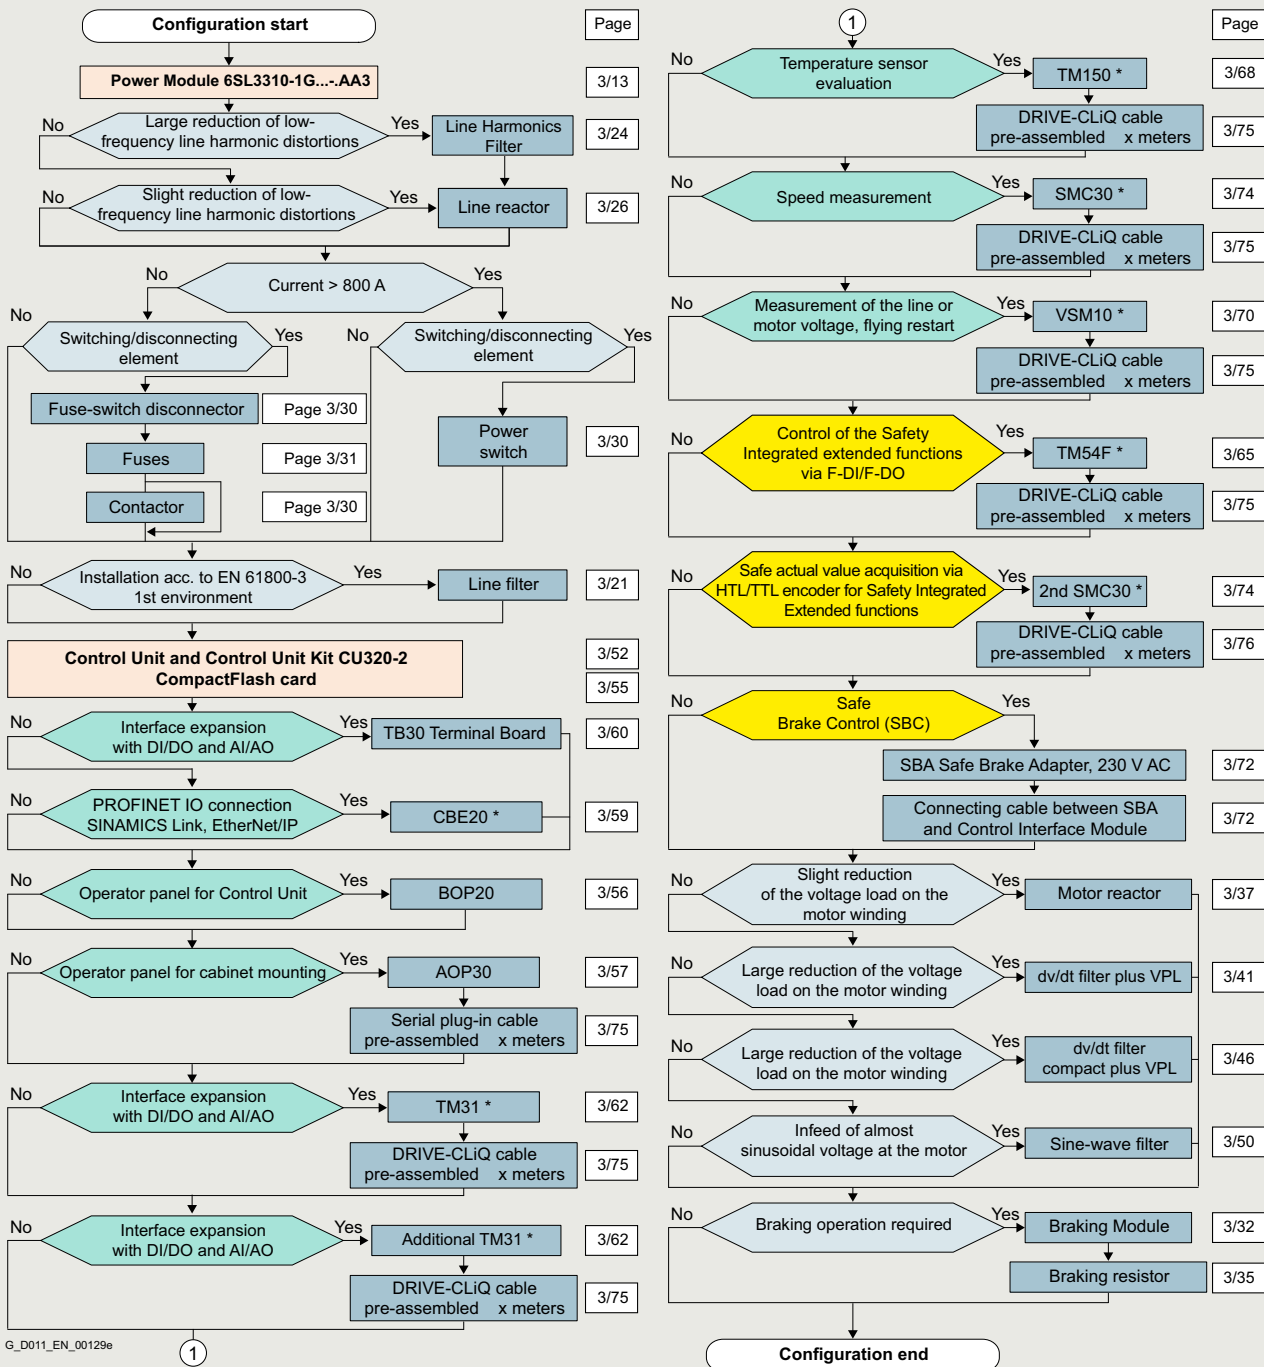 Configuration start
Page
Power Module 6SL3310-1G...-.AA3
3/13
No
Large reduction of low-
frequency line harmonic distortions
Yes
Line Harmonics
Filter
3/24
No
Slight reduction of low-
frequency line harmonic distortions
Yes
Line reactor
3/26
No
Current > 800 A
Yes
No
Switching/disconnecting
element
Yes
Switching/disconnecting
element
No
Yes
Fuse-switch disconnector
Page 3/30
Fuses
Page 3/31
Contactor
Page 3/30
Power
switch
3/30
No
Installation acc. to EN 61800-3
1st environment
Yes
Line filter
3/21
Control Unit and Control Unit Kit CU320-2
CompactFlash card
3/52
3/55
No
Interface expansion
with DI/DO and AI/AO
Yes
TB30 Terminal Board
3/60
No
PROFINET IO connection
SINAMICS Link, EtherNet/IP
Yes
CBE20 *
3/59
No
Operator panel for Control Unit
Yes
BOP20
3/56
No
Operator panel for cabinet mounting
Yes
AOP30
3/57
Serial plug-in cable
pre-assembled x meters
3/75
No
Interface expansion
with DI/DO and AI/AO
Yes
TM31 *
3/62
DRIVE-CLiQ cable
pre-assembled x meters
3/75
No
Interface expansion
with DI/DO and AI/AO
Yes
Additional TM31 *
3/62
DRIVE-CLiQ cable
pre-assembled x meters
3/75
G_D011_EN_00129e
1
1
Page
No
Temperature sensor
evaluation
Yes
TM150 *
3/68
DRIVE-CLiQ cable
pre-assembled x meters
3/75
No
Speed measurement
Yes
SMC30 *
3/74
DRIVE-CLiQ cable
pre-assembled x meters
3/75
No
Measurement of the line or
motor voltage, flying restart
Yes
VSM10 *
3/70
DRIVE-CLiQ cable
pre-assembled x meters
3/75
No
Control of the Safety
Integrated extended functions
via F-DI/F-DO
Yes
TM54F *
3/65
DRIVE-CLiQ cable
pre-assembled x meters
3/75
No
Safe actual value acquisition via
HTL/TTL encoder for Safety Integrated
Extended functions
Yes
2nd SMC30 *
3/74
DRIVE-CLiQ cable
pre-assembled x meters
3/76
No
Safe
Brake Control (SBC)
Yes
SBA Safe Brake Adapter, 230 V AC
3/72
Connecting cable between SBA
and Control Interface Module
3/72
No
Slight reduction
of the voltage load on the
motor winding
Yes
Motor reactor
3/37
No
Large reduction of the voltage
load on the motor winding
Yes
dv/dt filter plus VPL
3/41
No
Large reduction of the voltage
load on the motor winding
Yes
dv/dt filter
compact plus VPL
3/46
No
Infeed of almost
sinusoidal voltage at the motor
Yes
Sine-wave filter
3/50
No
Braking operation required
Yes
Braking Module
3/32
Braking resistor
3/35
Configuration end